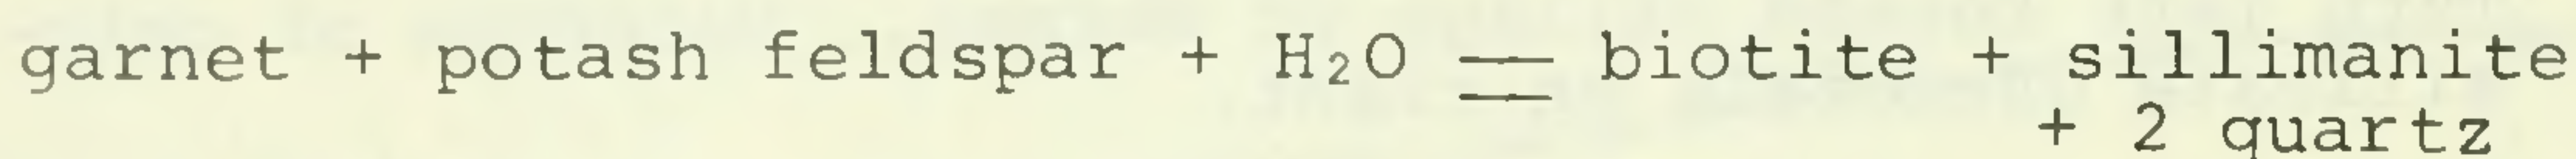 garnet + potash feldspar + H₂O = biotite + sillimanite
+ 2 quartz